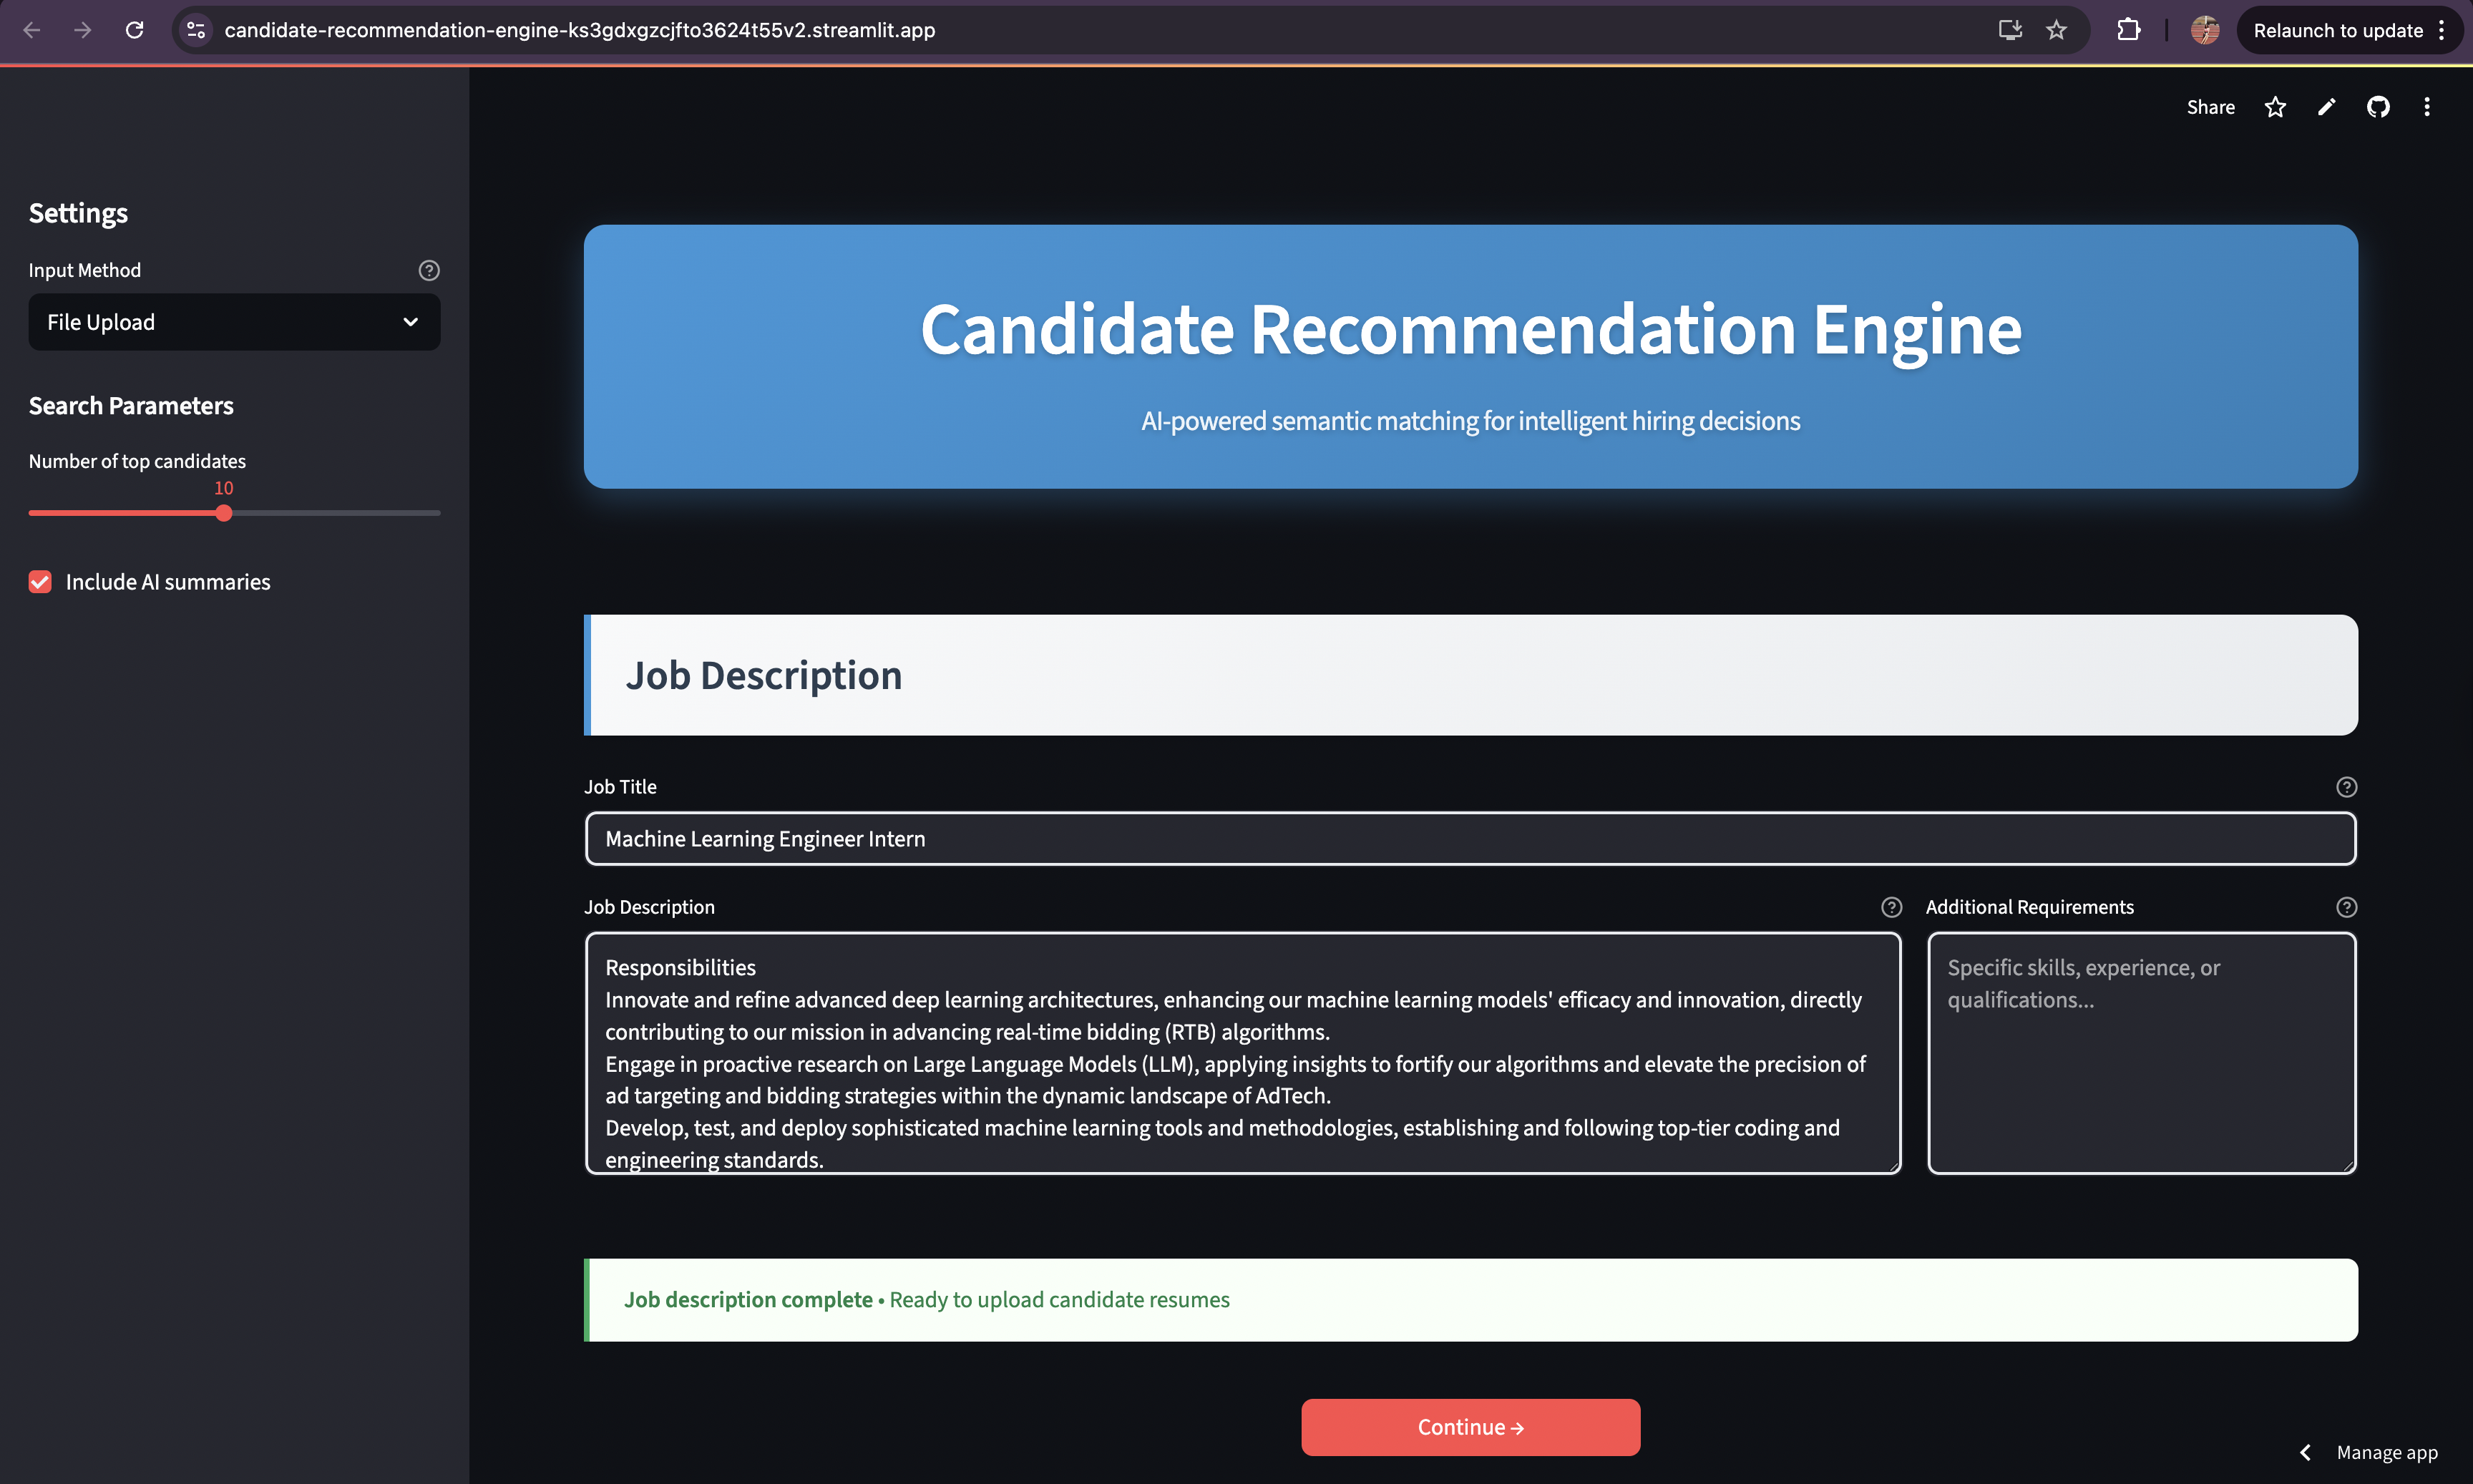 candidate-recommendation-engine-ks3gdxgzcjfto3624t55v2.streamlit.app
Relaunch to update
Share
Settings
Input Method
File Upload
Search Parameters
Number of top candidates
10
Include AI summaries
Candidate Recommendation Engine
AI-powered semantic matching for intelligent hiring decisions
Job Description
Job Title
Machine Learning Engineer Intern
Job Description
Responsibilities
Innovate and refine advanced deep learning architectures, enhancing our machine learning models' efficacy and innovation, directly
contributing to our mission in advancing real-time bidding (RTB) algorithms.
Engage in proactive research on Large Language Models (LLM), applying insights to fortify our algorithms and elevate the precision of
ad targeting and bidding strategies within the dynamic landscape of AdTech.
Develop, test, and deploy sophisticated machine learning tools and methodologies, establishing and following top-tier coding and
engineering standards.
Additional Requirements
Specific skills, experience, or
qualifications...
Job description complete • Ready to upload candidate resumes
Continue →
Manage app